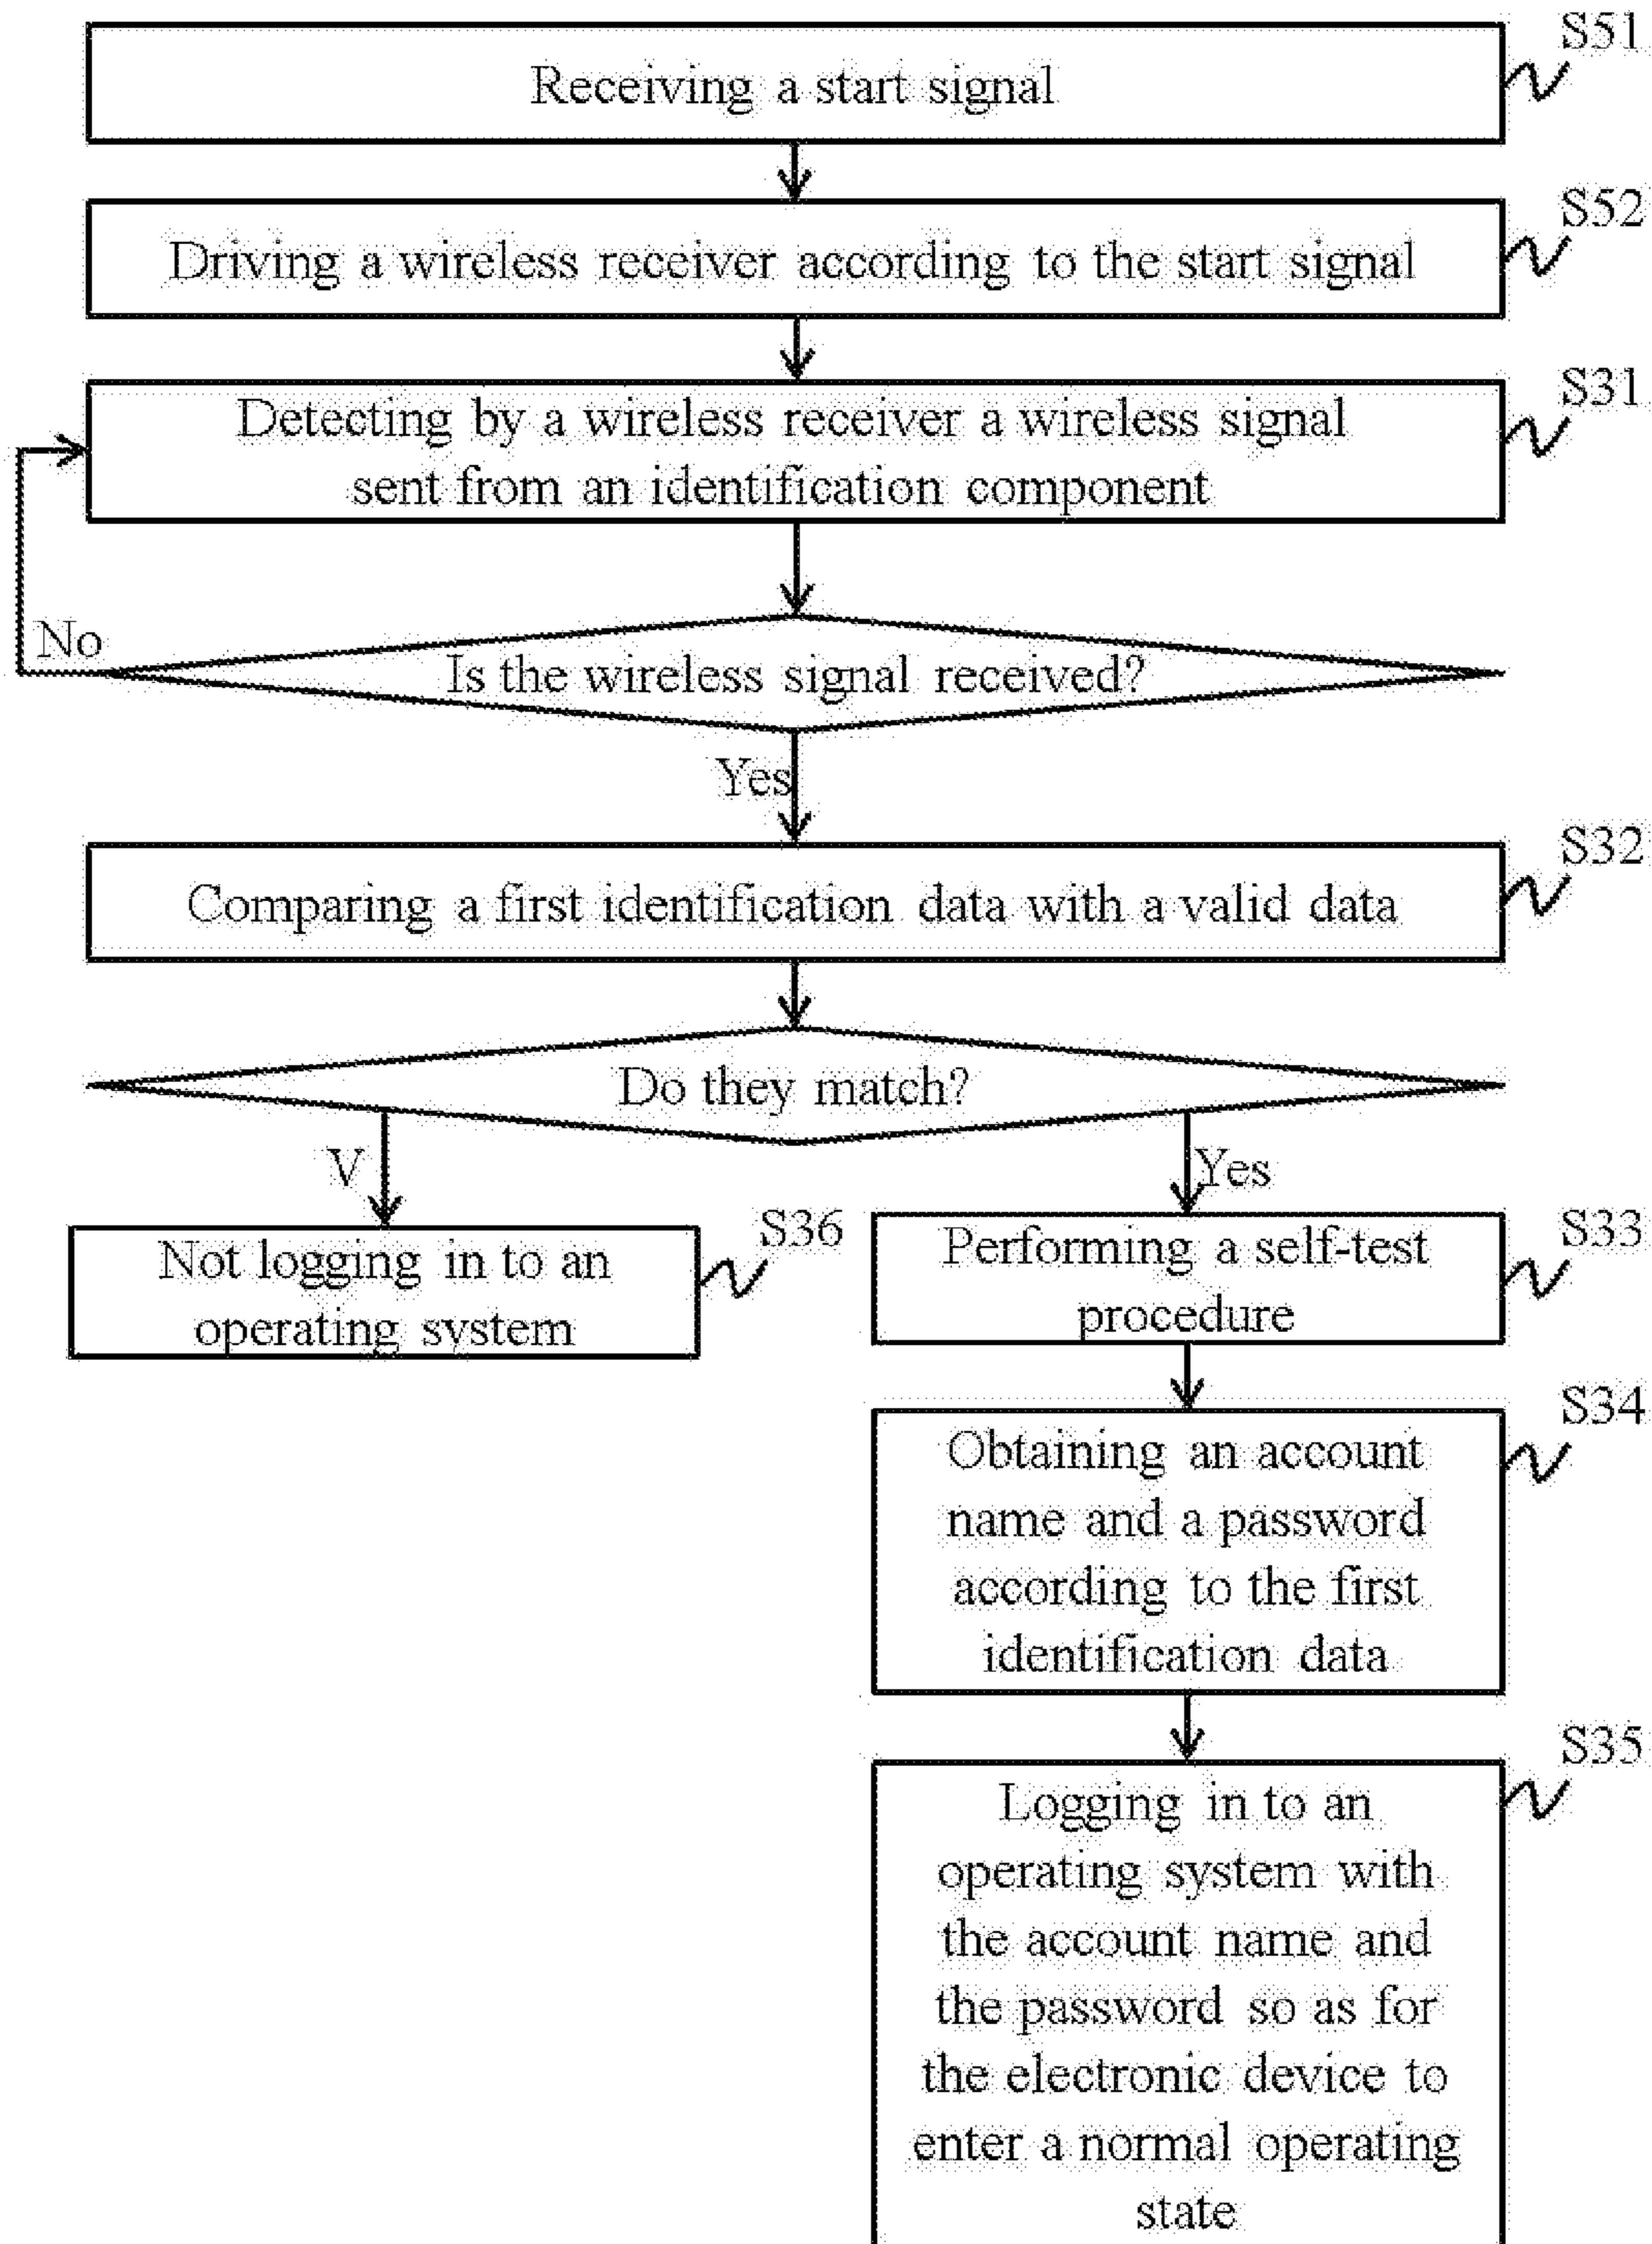 S51
Receiving a start signal
S52
Driving a wireless receiver according to the start signal
S31
Detecting by a wireless receiver a wireless signal
sent from an identification component
No
Is the wireless signal received?
Yes
S32
Comparing a first identification data with a valid data
Do they match?
V
Yes
S36
Not logging in to an
operating system
S33
Performing a self-test
procedure
S34
Obtaining an account
name and a password
according to the first
identification data
S35
Logging in to an
operating system with
the account name and
the password so as for
the electronic device to
enter a normal operating
state